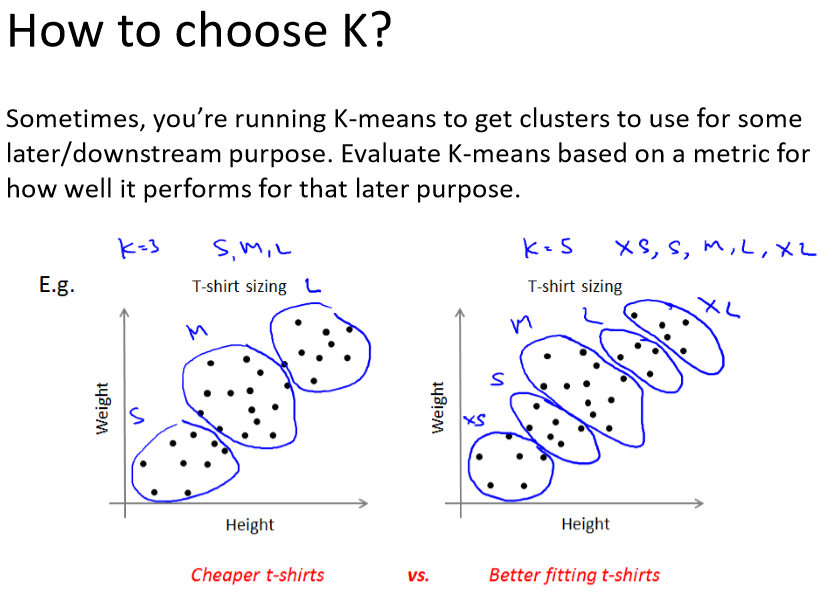 How to choose K?
Sometimes, you're running K-means to get clusters to use for some
later/downstream purpose. Evaluate K-means based on a metric for
how well it performs for that later purpose.
K=3 S,M,L
K=5 XS, S, M, L, XL
E.g.
T-shirt sizing
L
M
S
Weight
Height
T-shirt sizing
XL
L
M
S
XS
Weight
Height
Cheaper t-shirts vs. Better fitting t-shirts